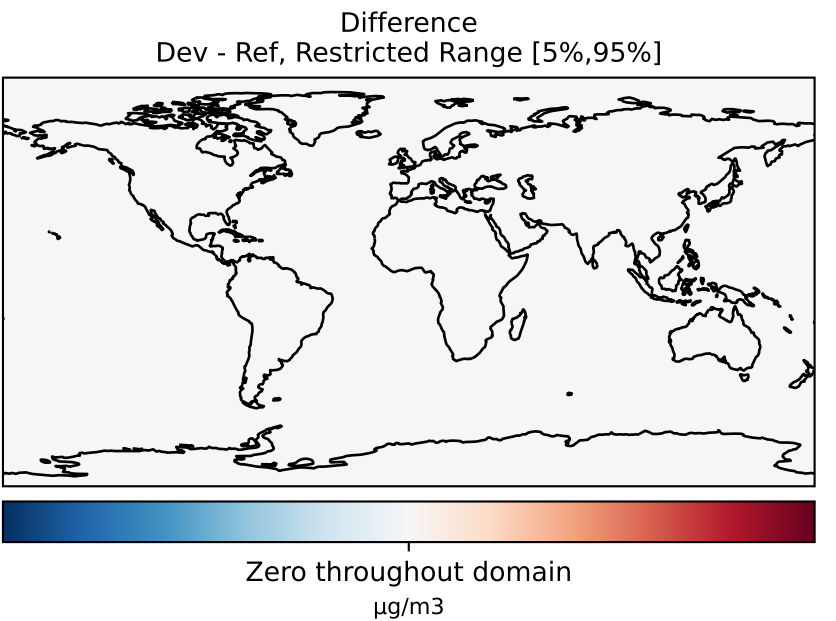 Difference
Dev - Ref, Restricted Range [5%,95%]
Zero throughout domain
μg/m3